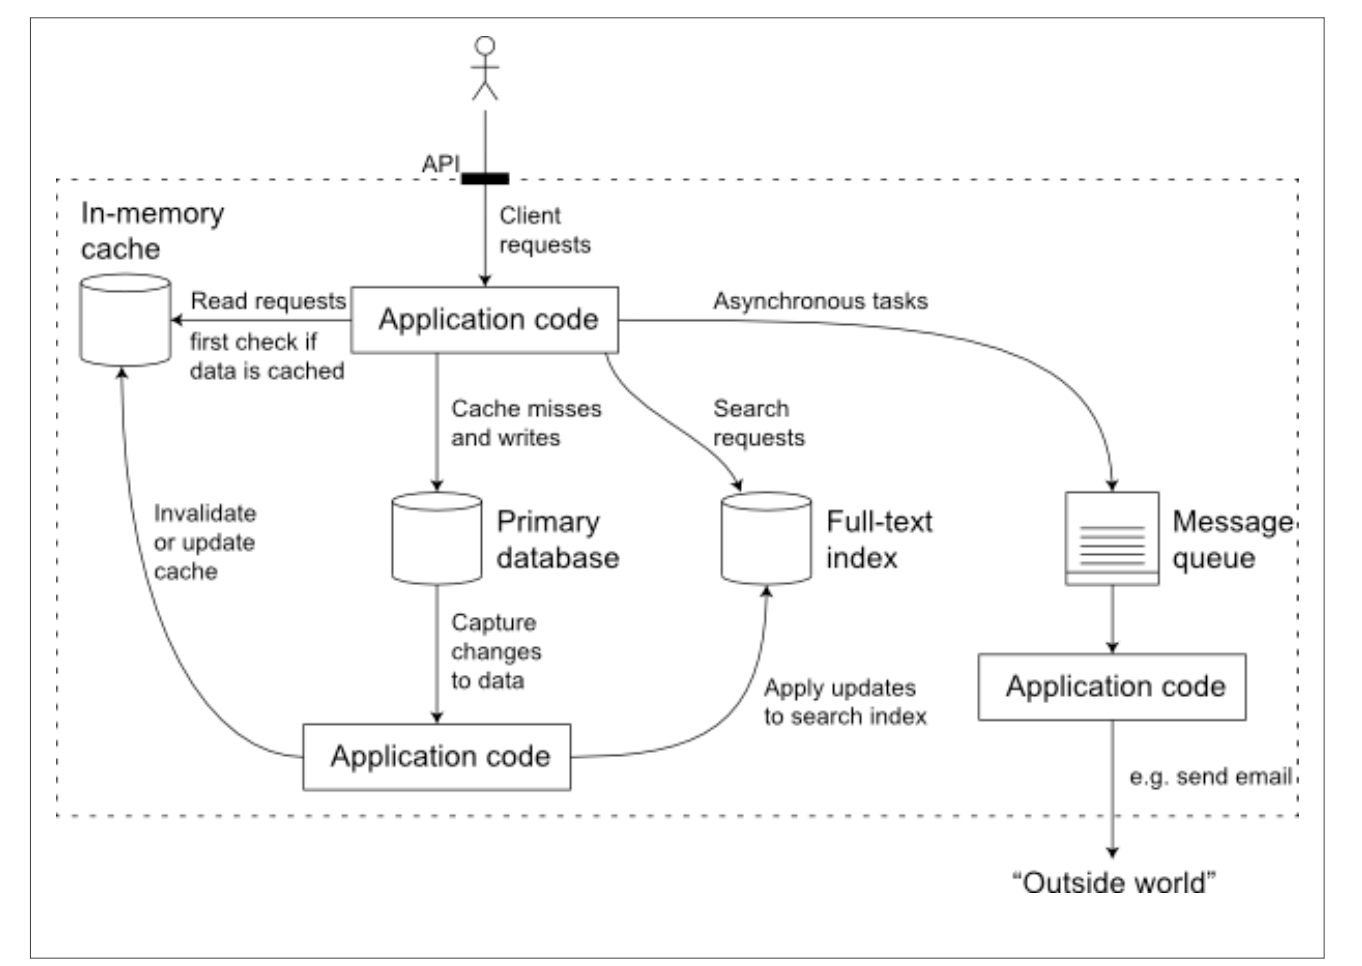 API
Client
requests
In-memory
cache
Read requests
first check if
data is cached
Application code
Asynchronous tasks
Cache misses
and writes
Search
requests
Invalidate
or update
cache
Primary
database
Full-text
index
Message
queue
Capture
changes
to data
Apply updates
to search index
Application code
Application code
e.g. send email
“Outside world”